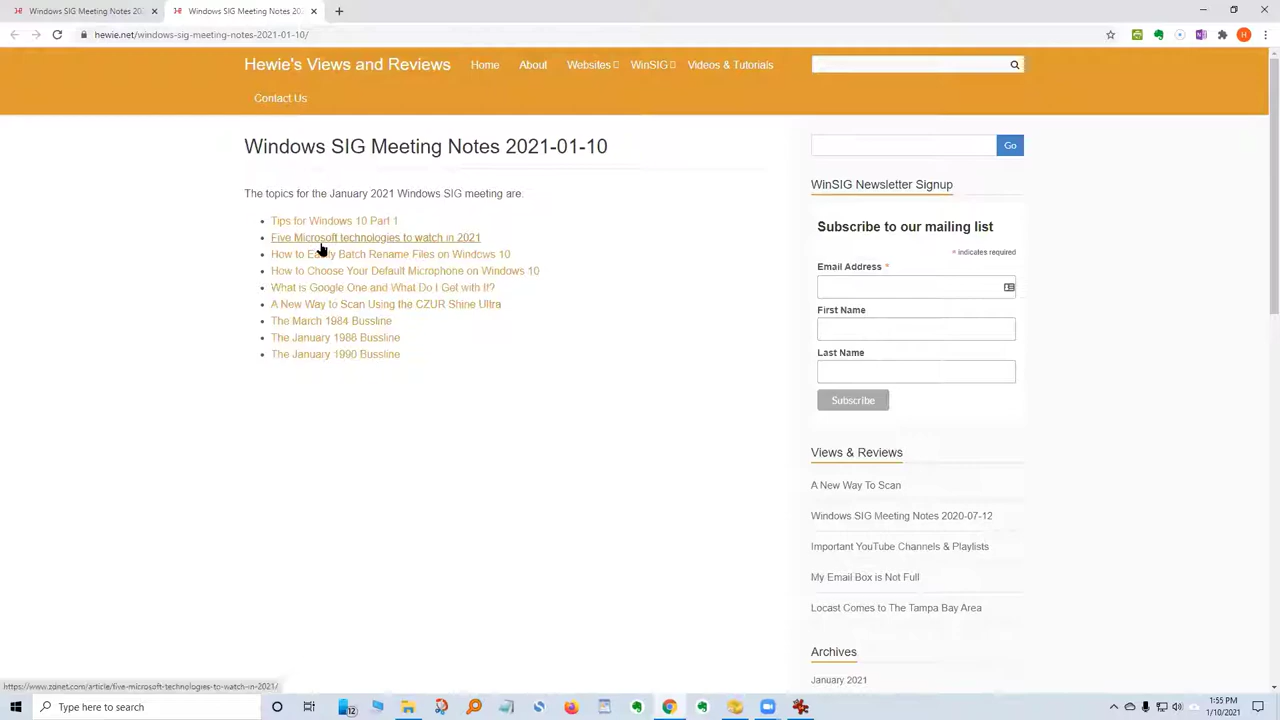 Windows SIG Meeting Notes 202
Windows SIG Meeting Notes 202
hewie.net/windows-sig-meeting-notes-2021-01-10/
Hewie's Views and Reviews
Home
About
Websites
WinSIG
Videos & Tutorials
Contact Us
Windows SIG Meeting Notes 2021-01-10
Go
The topics for the January 2021 Windows SIG meeting are:
Tips for Windows 10 Part 1
Five Microsoft technologies to watch in 2021
How to Easily Batch Rename Files on Windows 10
How to Choose Your Default Microphone on Windows 10
What is Google One and What Do I Get with It?
A New Way to Scan Using the CZUR Shine Ultra
The March 1984 Bussline
The January 1986 Bussline
The January 1990 Bussline
WinSIG Newsletter Signup
Subscribe to our mailing list
* indicates required
Email Address *
First Name
Last Name
Subscribe
Views & Reviews
A New Way To Scan
Windows SIG Meeting Notes 2020-07-12
Important YouTube Channels & Playlists
My Email Box is Not Full
Locast Comes to The Tampa Bay Area
Archives
January 2021
https://www.zdnet.com/article/five-microsoft-technologies-to-watch-in-2021/
Type here to search
12
1:55 PM
1/10/2021